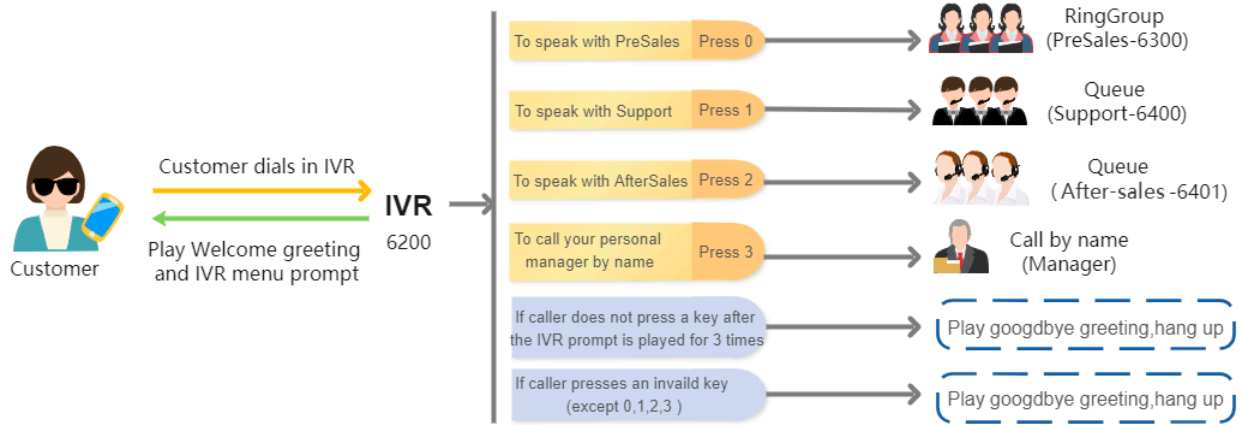 Customer
Customer dials in IVR
Play Welcome greeting
and IVR menu prompt
IVR
6200
To speak with PreSales Press 0
RingGroup
(PreSales-6300)
To speak with Support Press 1
Queue
(Support-6400)
To speak with AfterSales Press 2
Queue
( After-sales -6401)
To call your personal
manager by name
Press 3
Call by name
(Manager)
If caller does not press a key after
the IVR prompt is played for 3 times
Play goodgbye greeting,hang up
If caller presses an invaild key
(except 0,1,2,3 )
Play goodgbye greeting,hang up